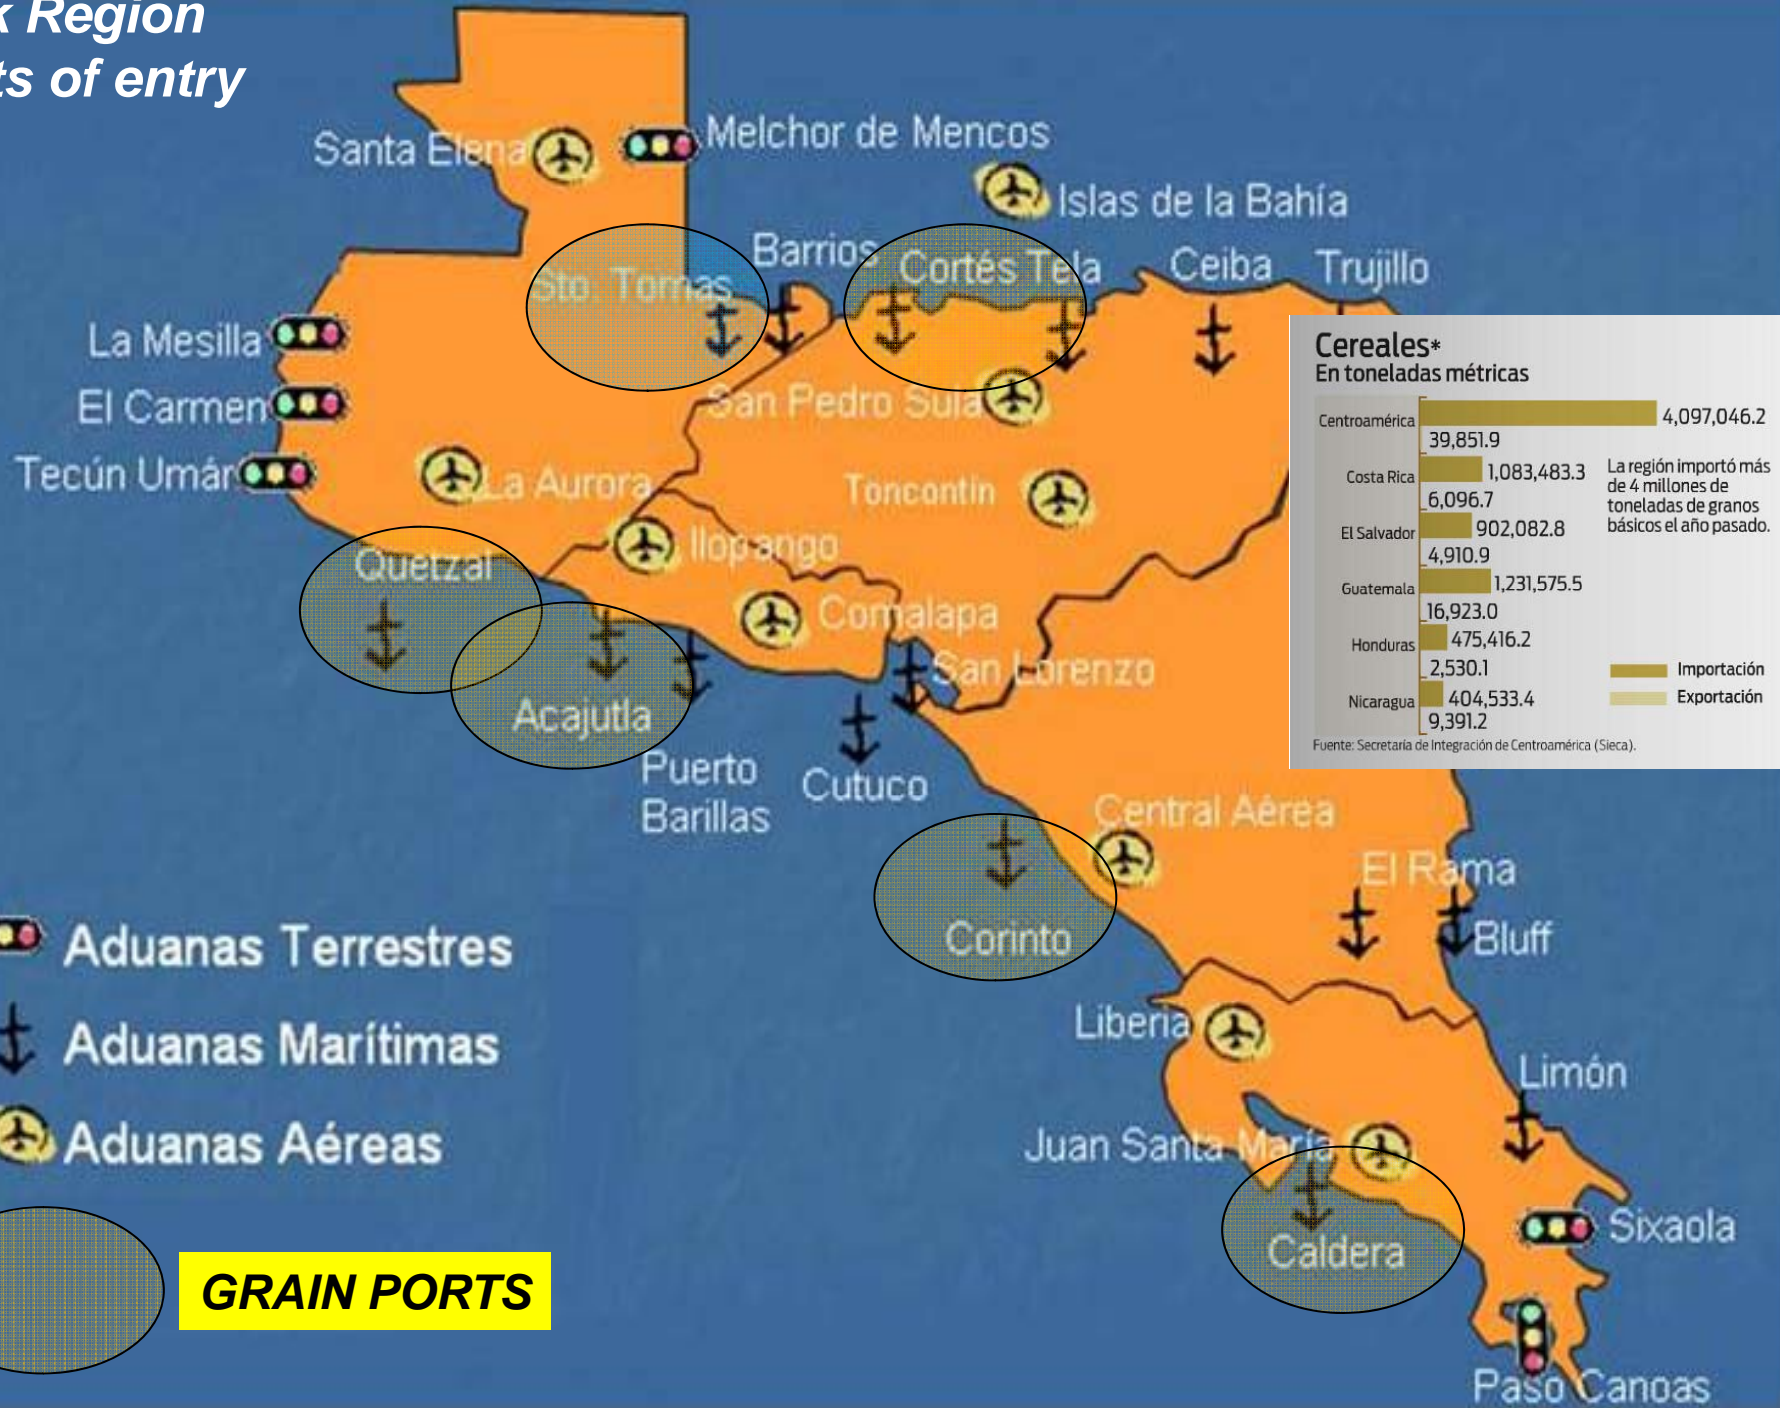 Region
of entry
Santa Elena
Melchor de Mencos
Islas de la Bahía
Sto. Tomas
Barrios
Cortés
Tela
Ceiba
Trujillo
La Mesilla
El Carmen
Tecún Umán
San Pedro Sula
La Aurora
Toncontin
Ilopango
Quetzal
Comalapa
San Lorenzo
Acajutla
Puerto
Barillas
Cutuco
Central Aérea
El Rama
Bluff
Corinto
Liberia
Limón
Juan Santa María
Caldera
Sixaola
Paso Canoas
Aduanas Terrestres
Aduanas Marítimas
Aduanas Aéreas
GRAIN PORTS
Cereales*
En toneladas métricas
Centroamérica
4,097,046.2
39,851.9
Costa Rica
1,083,483.3
6,096.7
El Salvador
902,082.8
4,910.9
Guatemala
1,231,575.5
16,923.0
Honduras
475,416.2
2,530.1
Nicaragua
404,533.4
9,391.2
La región importó más
de 4 millones de
toneladas de granos
básicos el año pasado.
Importación
Exportación
Fuente: Secretaría de Integración de Centroamérica (Sieca).